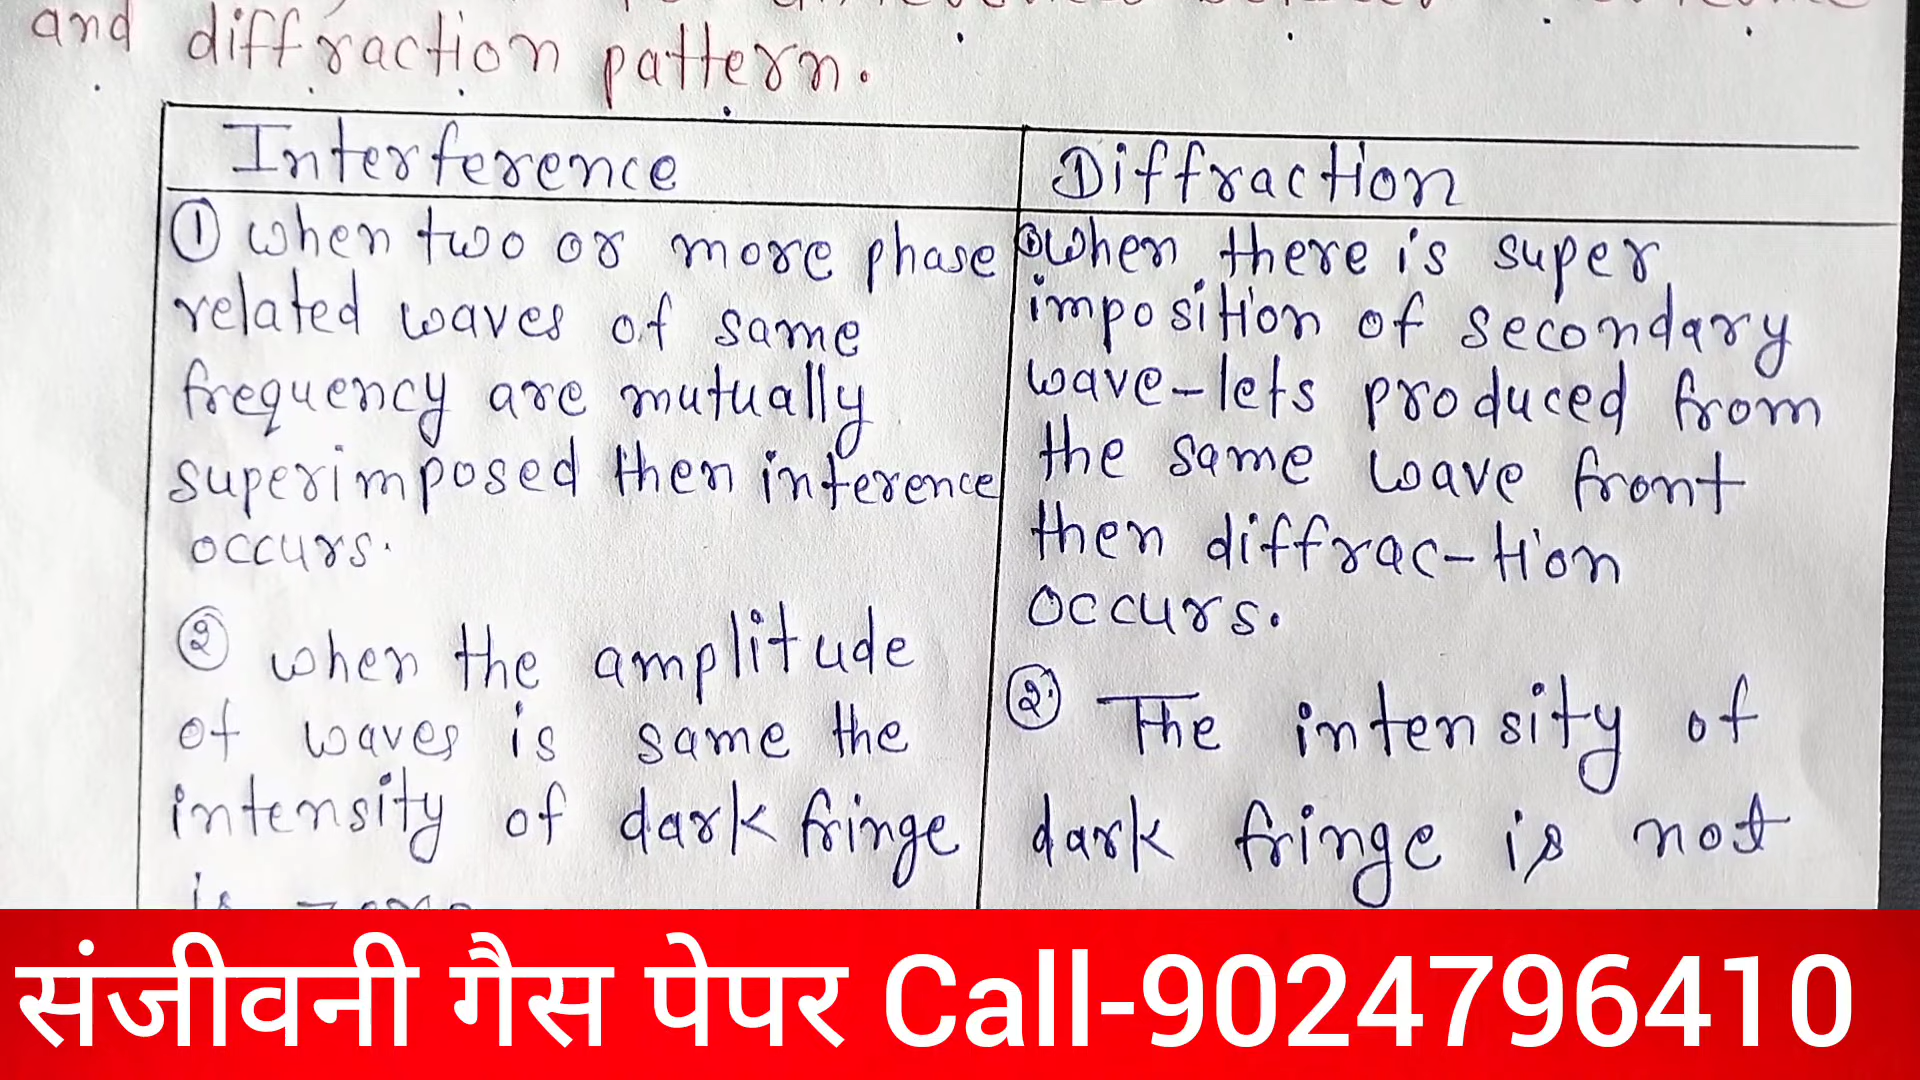 and diffraction pattern.
Interference
Diffraction
① when two or more phase
related waves of same
frequency are mutually
superimposed then inference
occurs.
② when the amplitude
of waves is same the
intensity of dark fringe
is zero
① when there is super
imposition of secondary
wave-lets produced from
the same wave front
then diffrac-tion
occurs.
② The intensity of
dark fringe is not
संजीवनी गैस पेपर Call-9024796410